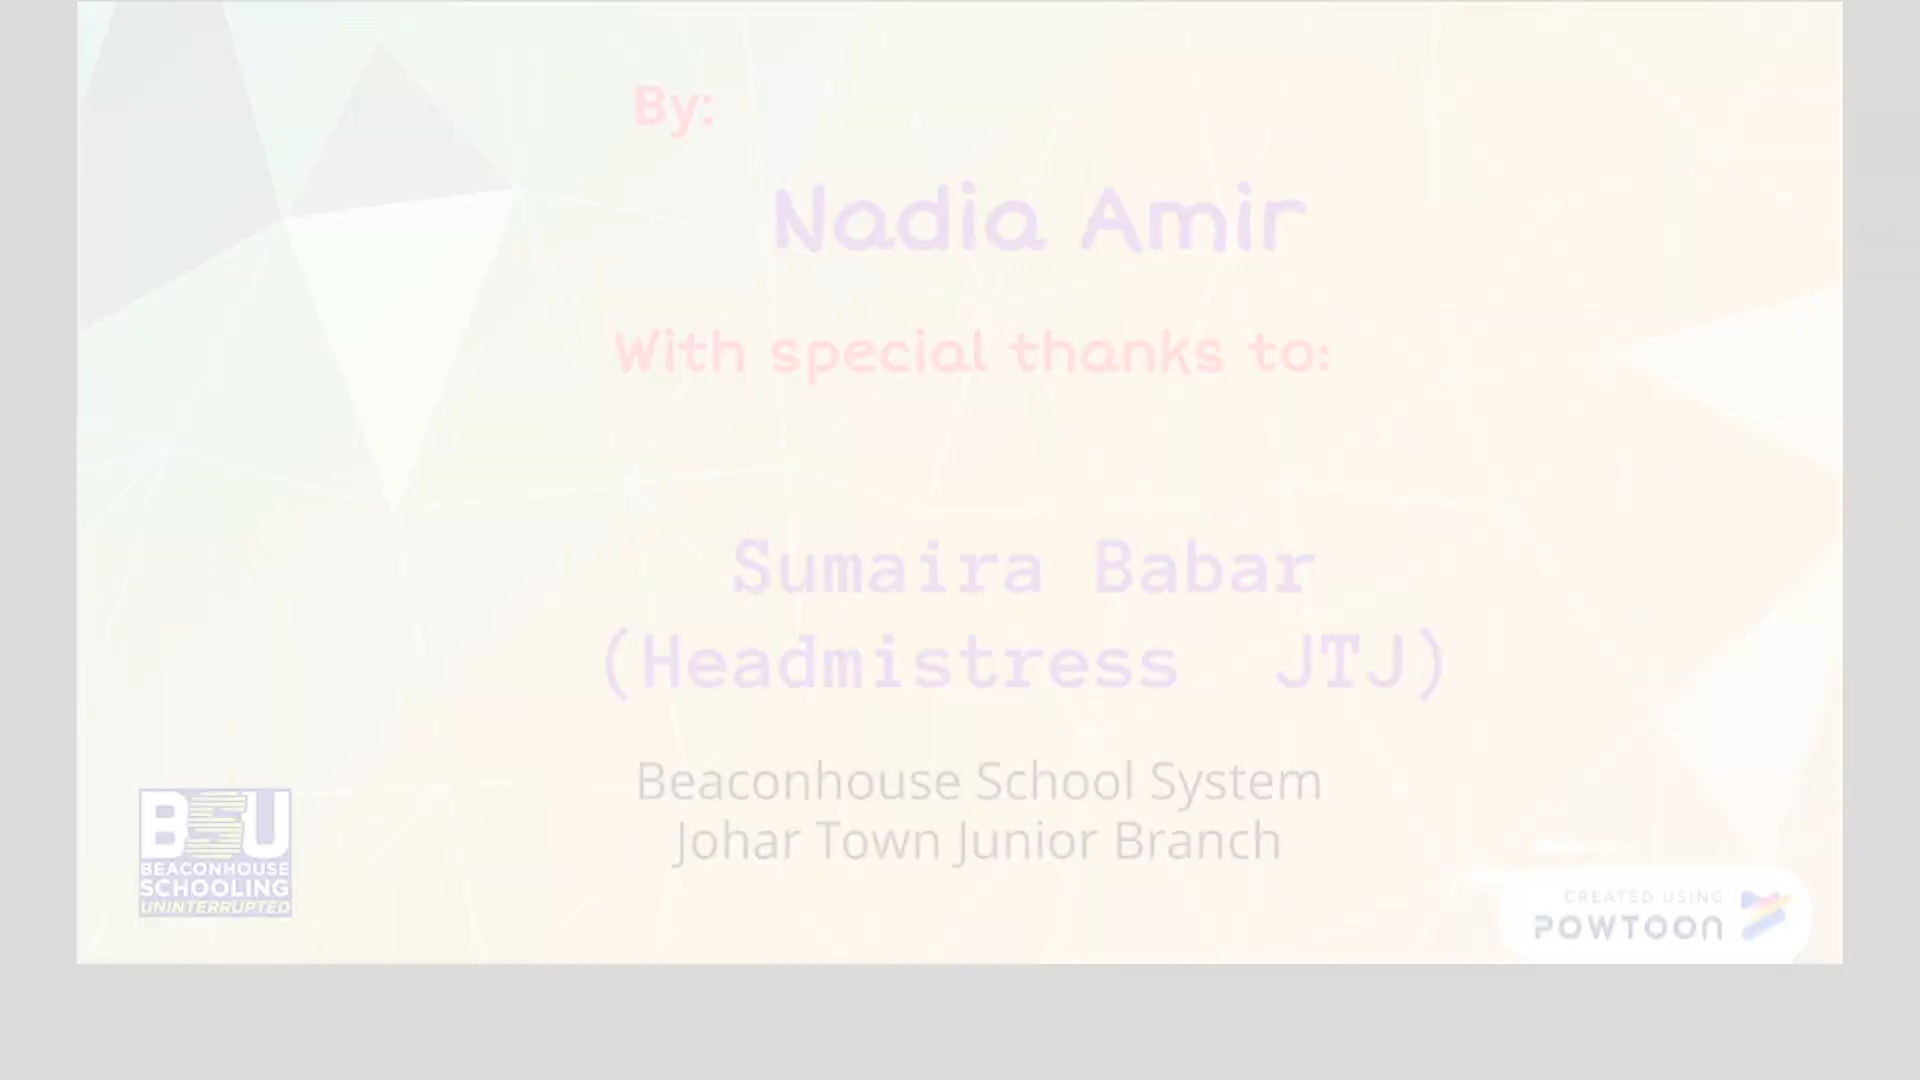 By:
Nadia Amir
With special thanks to:
Sumaira Babar
(Headmistress JTJ)
Beaconhouse School System
Johar Town Junior Branch
BSU
BEACONHOUSE
SCHOOLING
UNINTERRUPTED
CREATED USING
POWTOON